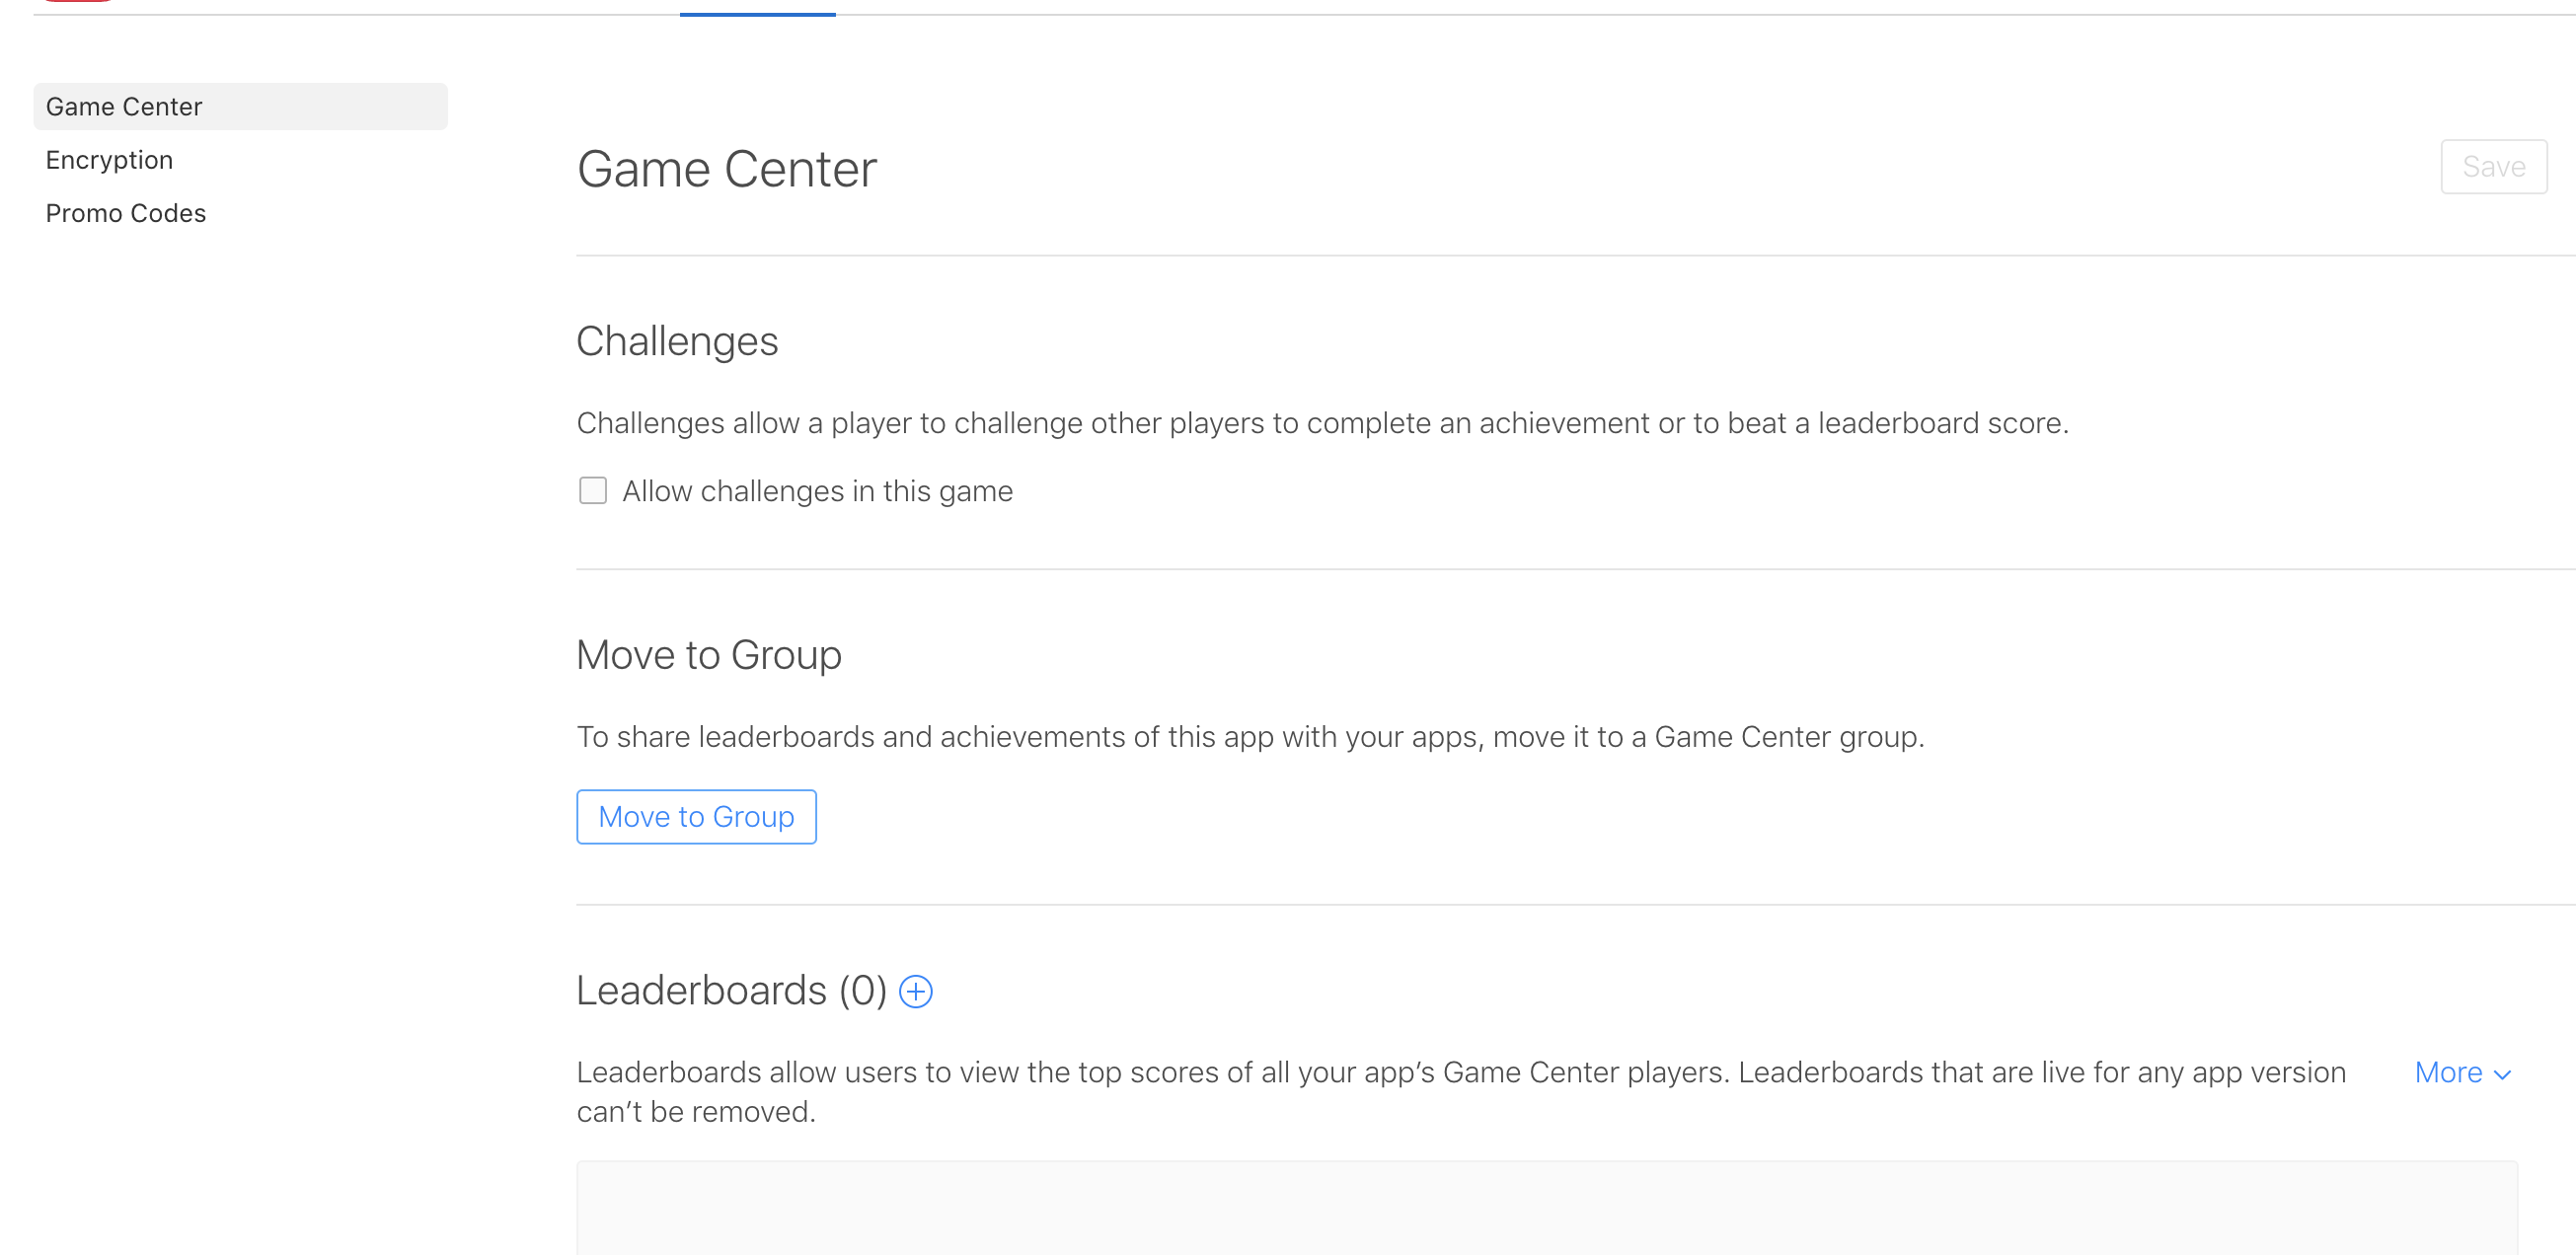 Game Center
Encryption
Promo Codes
Game Center
Save
Challenges
Challenges allow a player to challenge other players to complete an achievement or to beat a leaderboard score.
Allow challenges in this game
Move to Group
To share leaderboards and achievements of this app with your apps, move it to a Game Center group.
Move to Group
Leaderboards (0)
Leaderboards allow users to view the top scores of all your app’s Game Center players. Leaderboards that are live for any app version
can’t be removed.
More